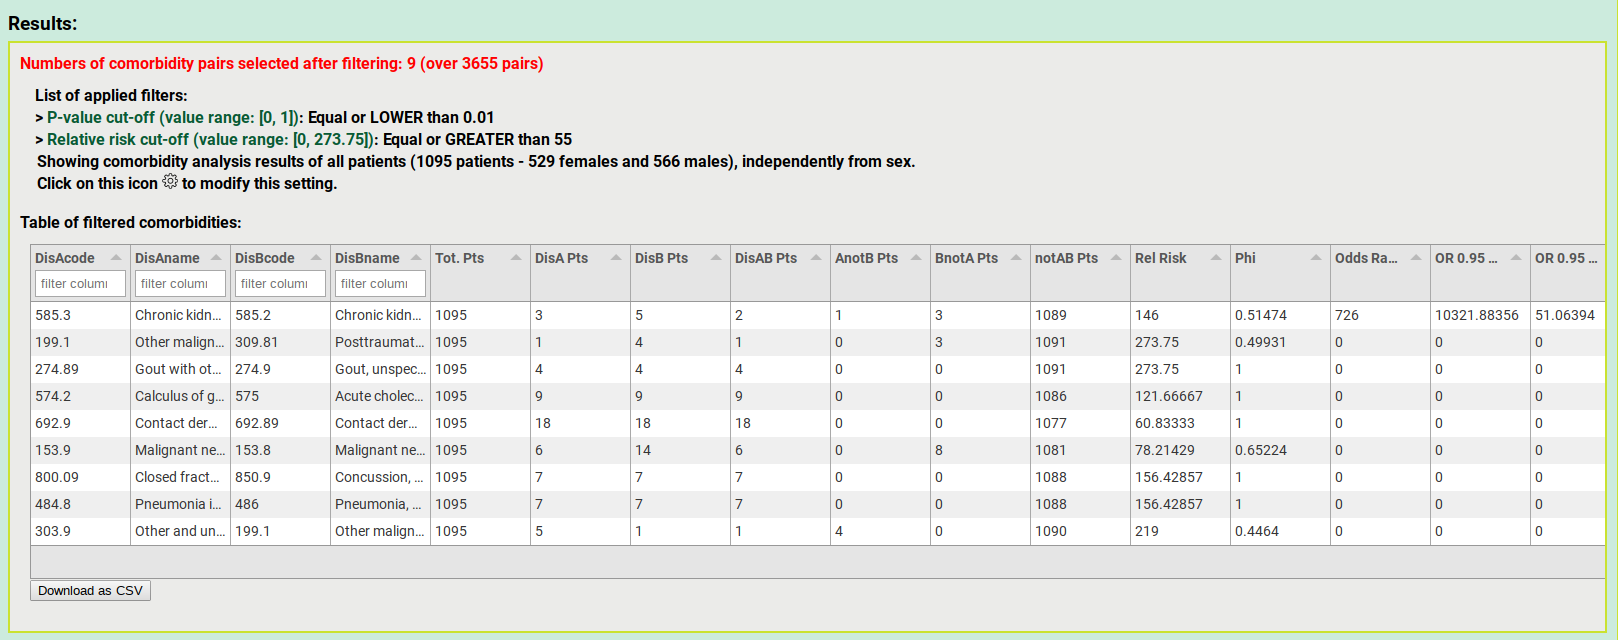 Results:
Numbers of comorbidity pairs selected after filtering: 9 (over 3655 pairs)
List of applied filters:
> P-value cut-off (value range: [0, 1]): Equal or LOWER than 0.01
> Relative risk cut-off (value range: [0, 273.75]): Equal or GREATER than 55
Showing comorbidity analysis results of all patients (1095 patients - 529 females and 566 males), independently from sex.
Click on this icon to modify this setting.
Table of filtered comorbidities:
DisAcode DisAname DisBcode DisBname Tot. Pts DisA Pts DisB Pts DisAB Pts AnotB Pts BnotA Pts notAB Pts Rel Risk Phi Odds Ra... OR 0.95 ... OR 0.95 ...
filter colum filter colum filter colum filter colum
585.3 Chronic kidn... 585.2 Chronic kidn... 1095 3 5 2 1 3 1089 146 0.51474 726 10321.88356 51.06394
199.1 Other malign... 309.81 Posttraumat... 1095 1 4 1 0 3 1091 273.75 0.49931 0 0 0
274.89 Gout with ot... 274.9 Gout, unspec... 1095 4 4 4 0 0 1091 273.75 1 0 0 0
574.2 Calculus of g... 575 Acute cholec... 1095 9 9 9 0 0 1086 121.66667 1 0 0 0
692.9 Contact der... 692.89 Contact der... 1095 18 18 18 0 0 1077 60.83333 1 0 0 0
153.9 Malignant ne... 153.8 Malignant ne... 1095 6 14 6 0 8 1081 78.21429 0.65224 0 0 0
800.09 Closed fract... 850.9 Concussion, ... 1095 7 7 7 0 0 1088 156.42857 1 0 0 0
484.8 Pneumonia i... 486 Pneumonia, ... 1095 7 7 7 0 0 1088 156.42857 1 0 0 0
303.9 Other and un... 199.1 Other malign... 1095 5 1 1 4 0 1090 219 0.4464 0 0 0
Download as CSV